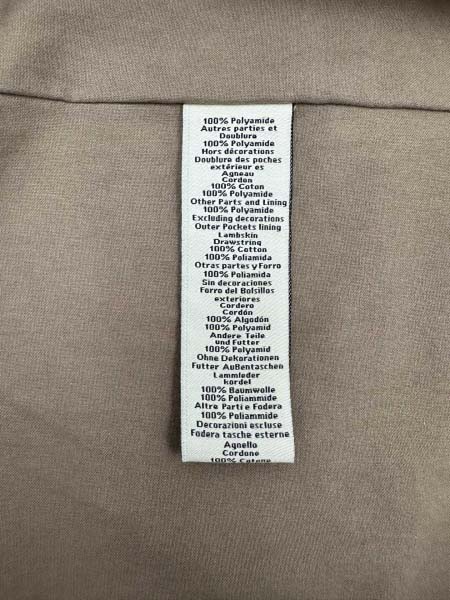 100% Polyamide
Autres parties et
Doublure
100% Polyamide
Hors décorations
Doublure des poches
extérieur es
Agneau
Cordon
100% Coton
100% Polyamide
Other Parts and Lining
100% Polyamide
Excluding decorations
Outer Pockets lining
Lambskin
Drawstring
100% Cotton
100% Poliamida
Otras partes y Forro
100% Poliamida
Sin decoraciones
Forro del Bolsillos
exteriores
Cordero
Cordón
100% Algodón
100% Polyamid
Andere Teile
und Futter
100% Polyamid
Ohne Dekorationen
Futter Außentaschen
Lammleder
kordel
100% Baumwolle
100% Poliammide
Altre Parti e Fodera
100% Poliammide
Decorazioni escluse
Fodera tasche esterne
Agnello
Cordone
100% Cotone